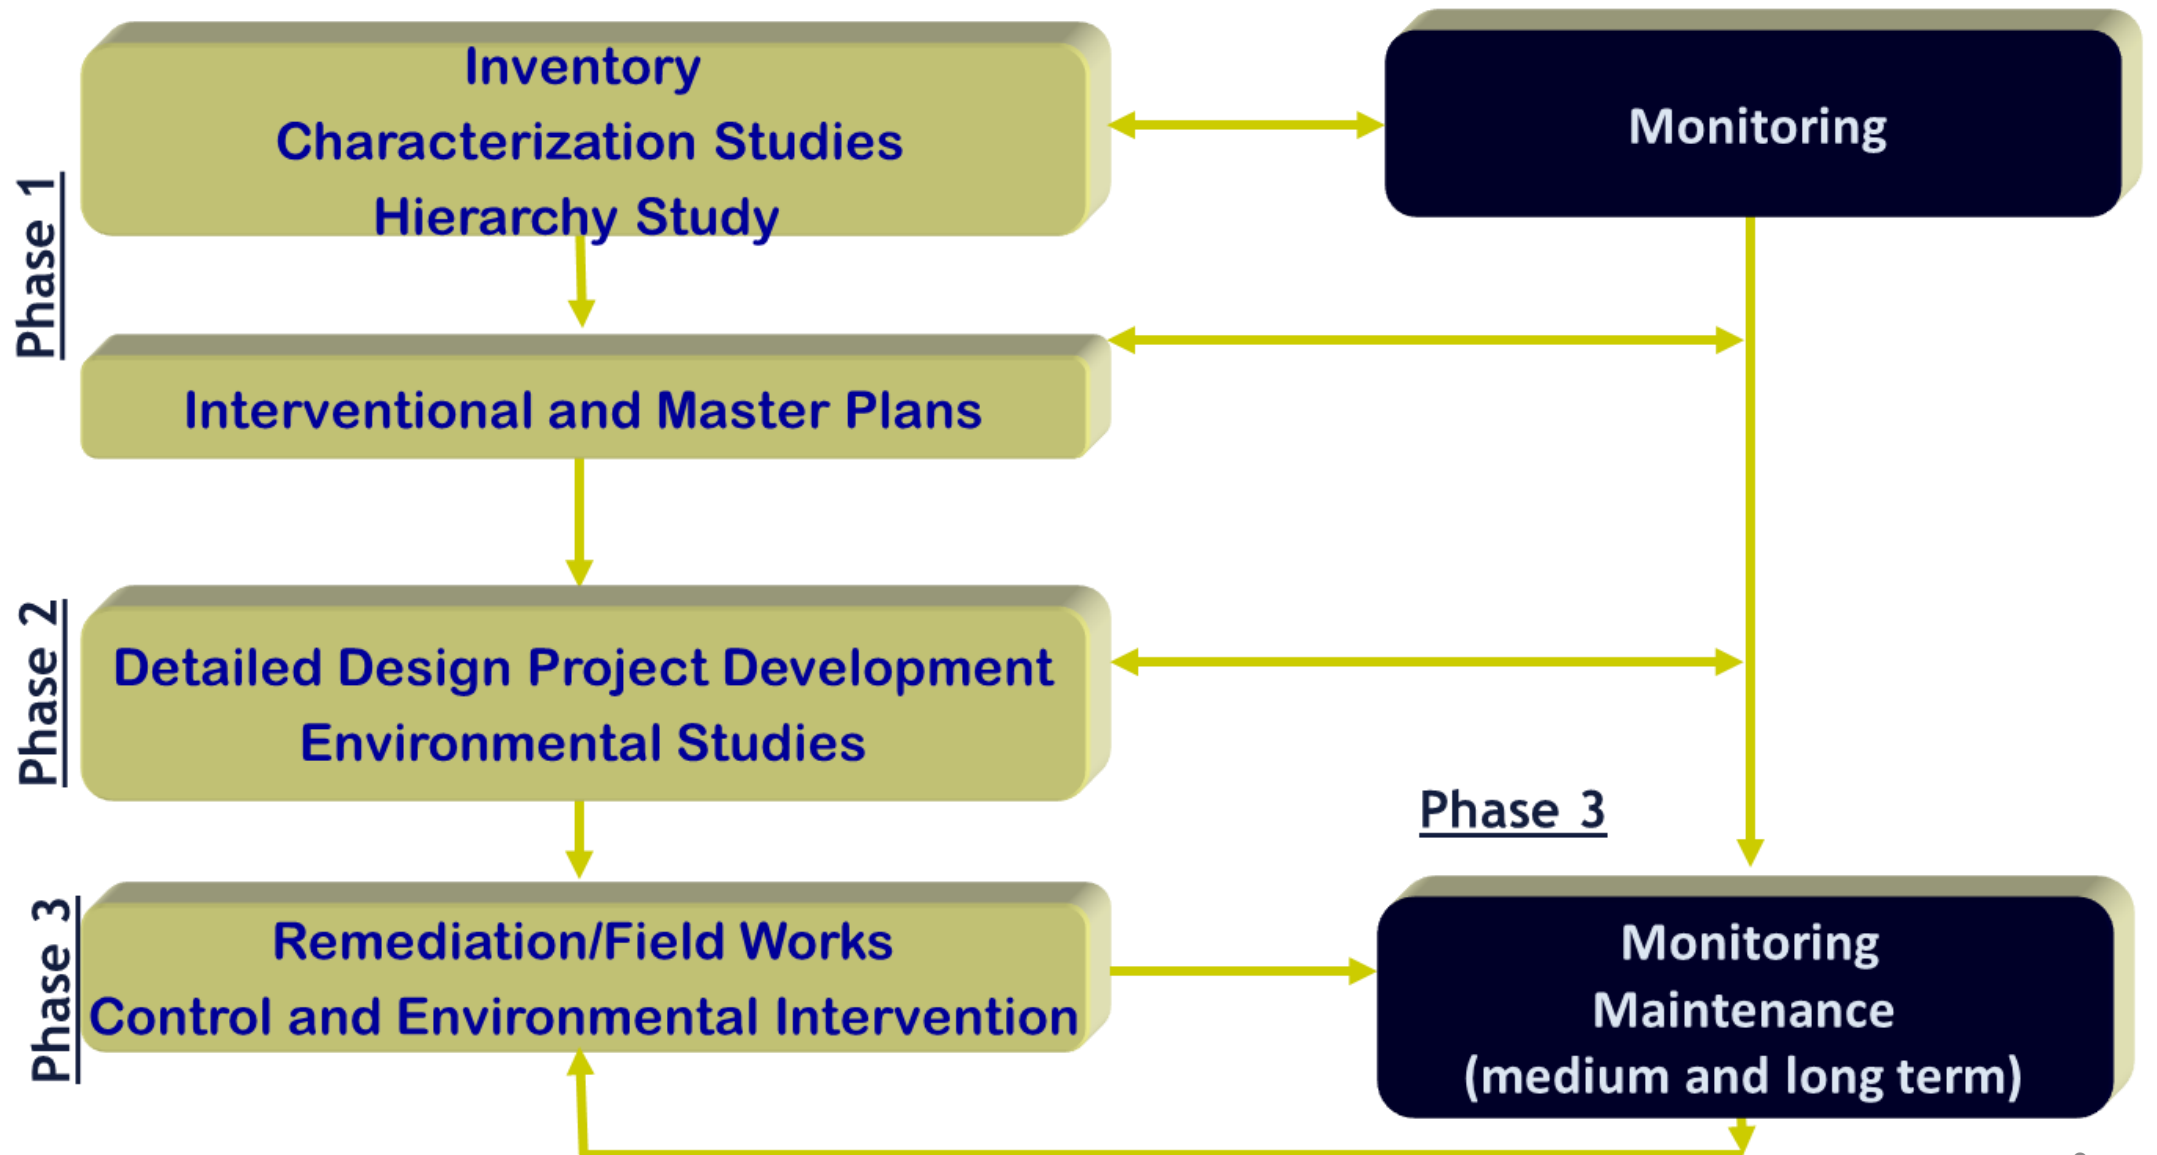 Inventory
Characterization Studies
Hierarchy Study
Monitoring
Phase 1
Interventional and Master Plans
Phase 2
Detailed Design Project Development
Environmental Studies
Phase 3
Phase 3
Remediation/Field Works
Control and Environmental Intervention
Monitoring
Maintenance
(medium and long term)